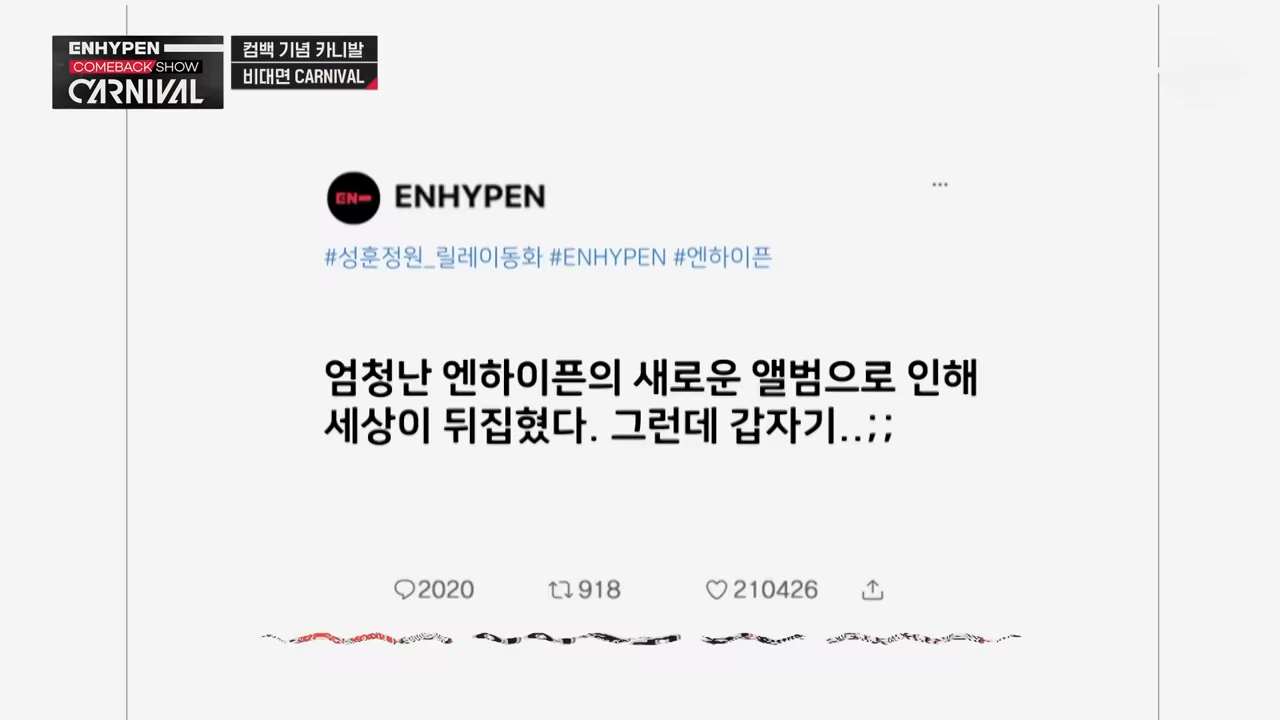 ENHYPEN
COMEBACK SHOW
CARNIVAL
컴백 기념 카니발
비대면 CARNIVAL
EN-
ENHYPEN
#성훈정원_릴레이동화 #ENHYPEN #엔하이픈
엄청난 엔하이픈의 새로운 앨범으로 인해
세상이 뒤집혔다. 그런데 갑자기..;;
2020 918 210426